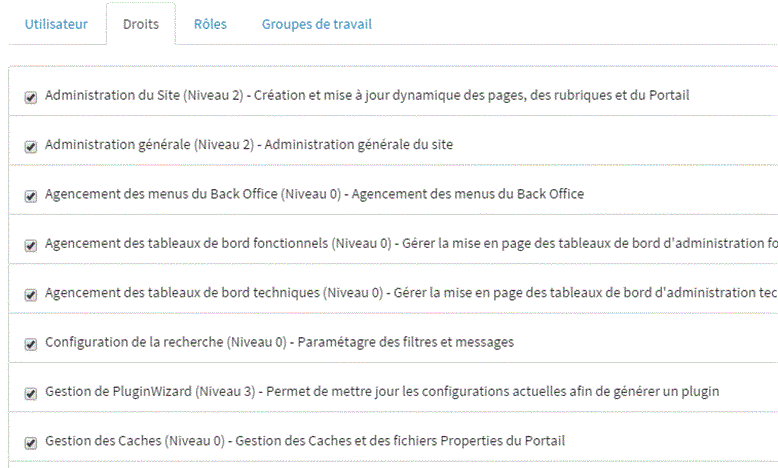 Utilisateur Droits Rôles Groupes de travail
Administration du Site (Niveau 2) - Création et mise à jour dynamique des pages, des rubriques et du Portail
Administration générale (Niveau 2) - Administration générale du site
Agencement des menus du Back Office (Niveau 0) - Agencement des menus du Back Office
Agencement des tableaux de bord fonctionnels (Niveau 0) - Gérer la mise en page des tableaux de bord d'administration fo
Agencement des tableaux de bord techniques (Niveau 0) - Gérer la mise en page des tableaux de bord d'administration tec
Configuration de la recherche (Niveau 0) - Paramétagre des filtres et messages
Gestion de PluginWizard (Niveau 3) - Permet de mettre jour les configurations actuelles afin de générer un plugin
Gestion des Caches (Niveau 0) - Gestion des Caches et des fichiers Properties du Portail